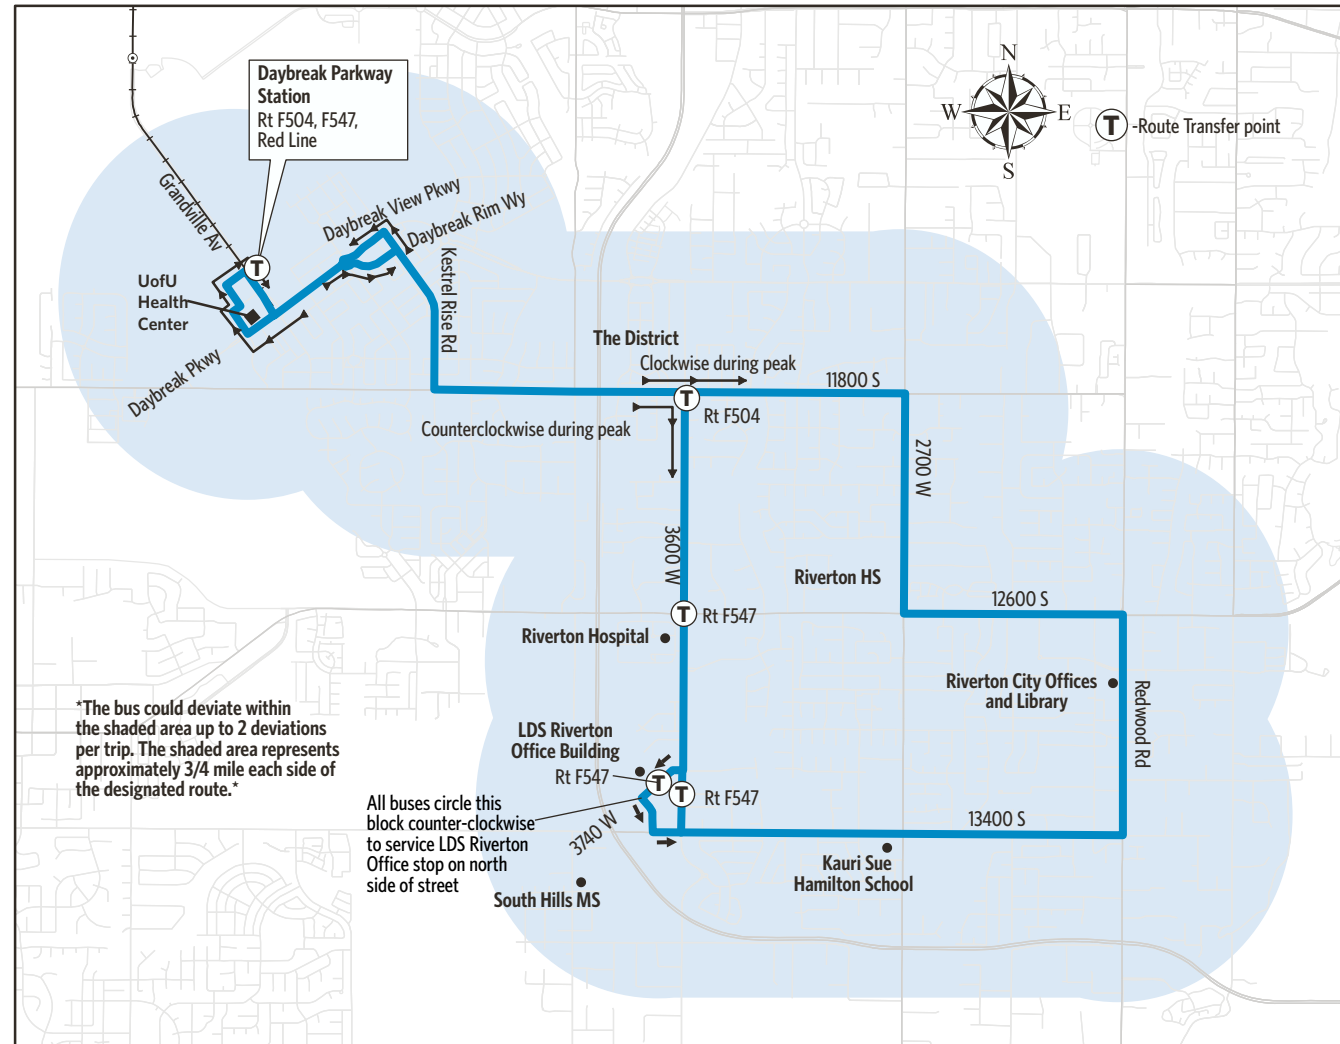 Daybreak Parkway
Station
Rt F504, F547,
Red Line
N
W
E
S
T
-Route Transfer point
Grandville Av
Daybreak View Pkwy
Daybreak Rim Wy
T
UofU
Health
Center
Kestrel Rise Rd
Daybreak Pkwy
The District
Clockwise during peak
11800 S
T
Rt F504
Counterclockwise during peak
2700 W
3600 W
Riverton HS
12600 S
T
Rt F547
Riverton Hospital
Riverton City Offices
and Library
Redwood Rd
*The bus could deviate within
the shaded area up to 2 deviations
per trip. The shaded area represents
approximately 3/4 mile each side of
the designated route.*
LDS Riverton
Office Building
Rt F547
T
T
Rt F547
All buses circle this
block counter-clockwise
to service LDS Riverton
Office stop on north
side of street
3740 W
13400 S
Kauri Sue
Hamilton School
South Hills MS